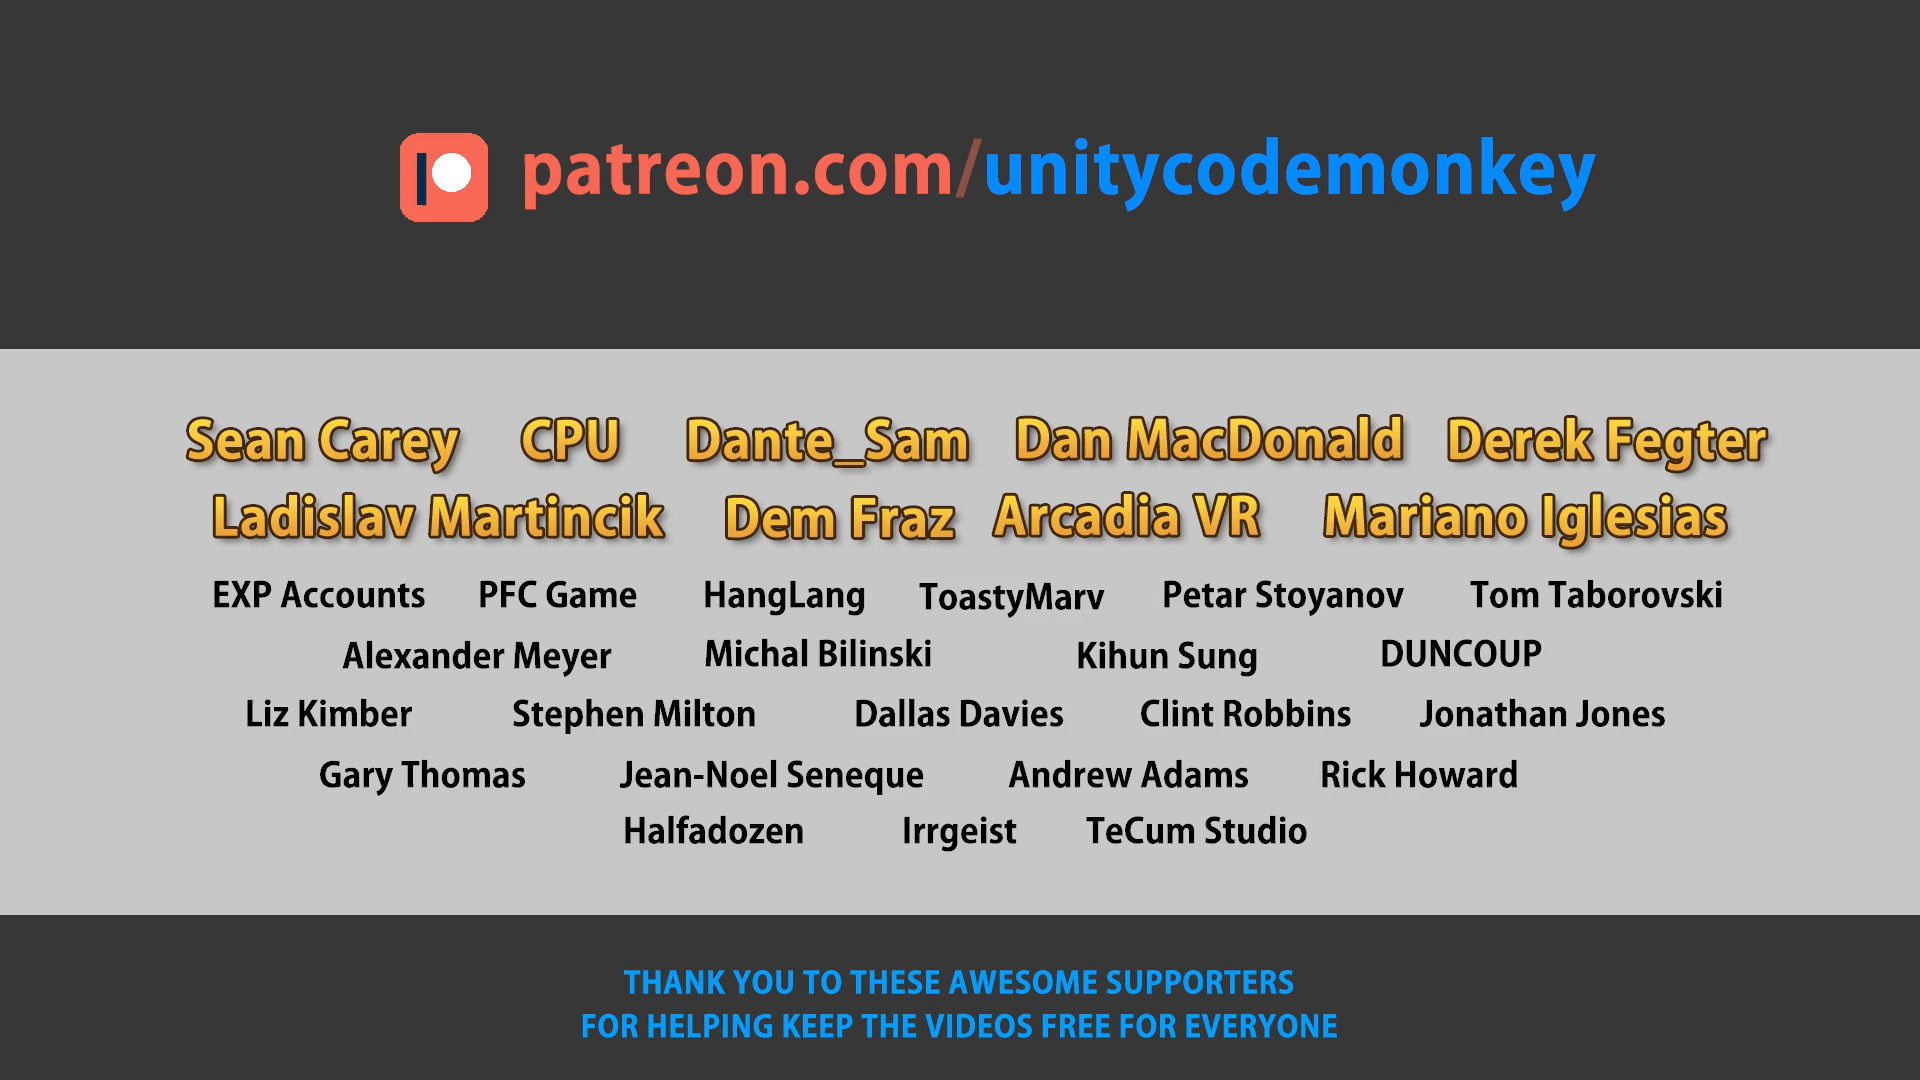 patreon.com/unitycodemonkey
Sean Carey CPU Dante_Sam Dan MacDonald Derek Fegter
Ladislav Martincik Dem Fraz Arcadia VR Mariano Iglesias
EXP Accounts PFC Game HangLang ToastyMarv Petar Stoyanov Tom Taborovski
Alexander Meyer Michal Bilinski Kihun Sung DUNCOUP
Liz Kimber Stephen Milton Dallas Davies Clint Robbins Jonathan Jones
Gary Thomas Jean-Noel Seneque Andrew Adams Rick Howard
Halfadozen Irrgeist TeCum Studio
THANK YOU TO THESE AWESOME SUPPORTERS
FOR HELPING KEEP THE VIDEOS FREE FOR EVERYONE